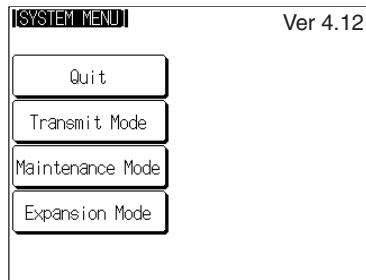 [SYSTEM MENU]
Ver 4.12
Quit
Transmit Mode
Maintenance Mode
Expansion Mode